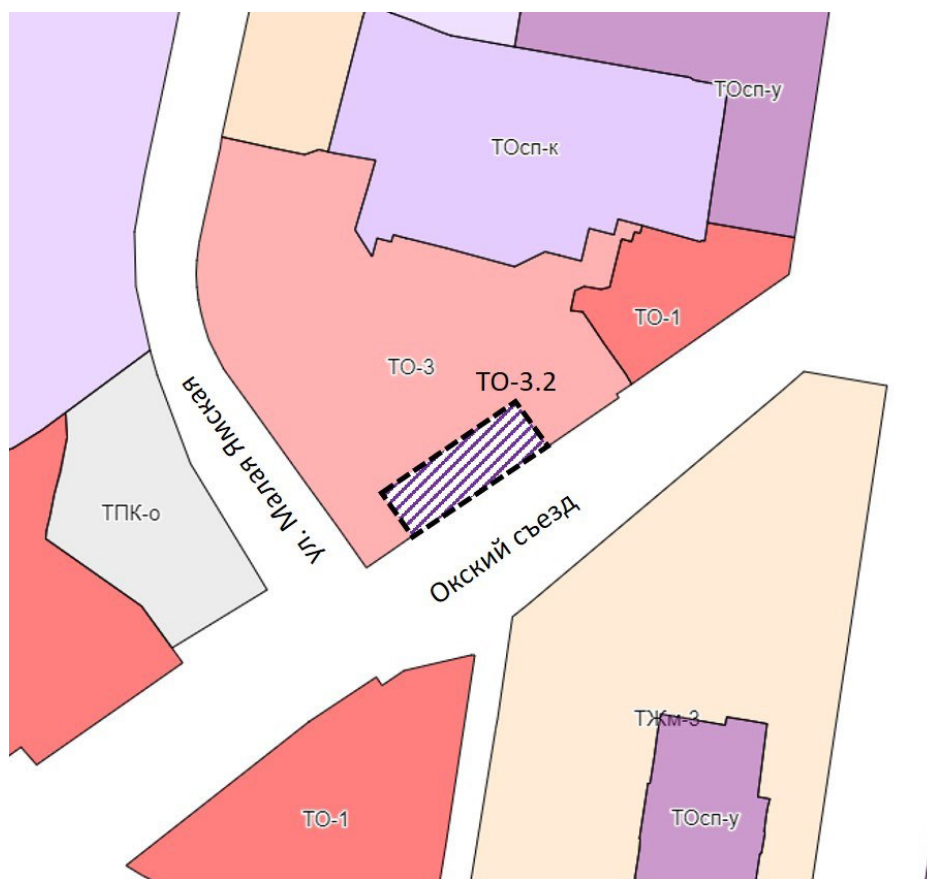 ТОсп-у
ТОсп-к
ТО-1
ТО-3
ТО-3.2
ул. Малая Ямская
ТПК-о
Окский съезд
ТЖм-3
ТО-1
ТОсп-у